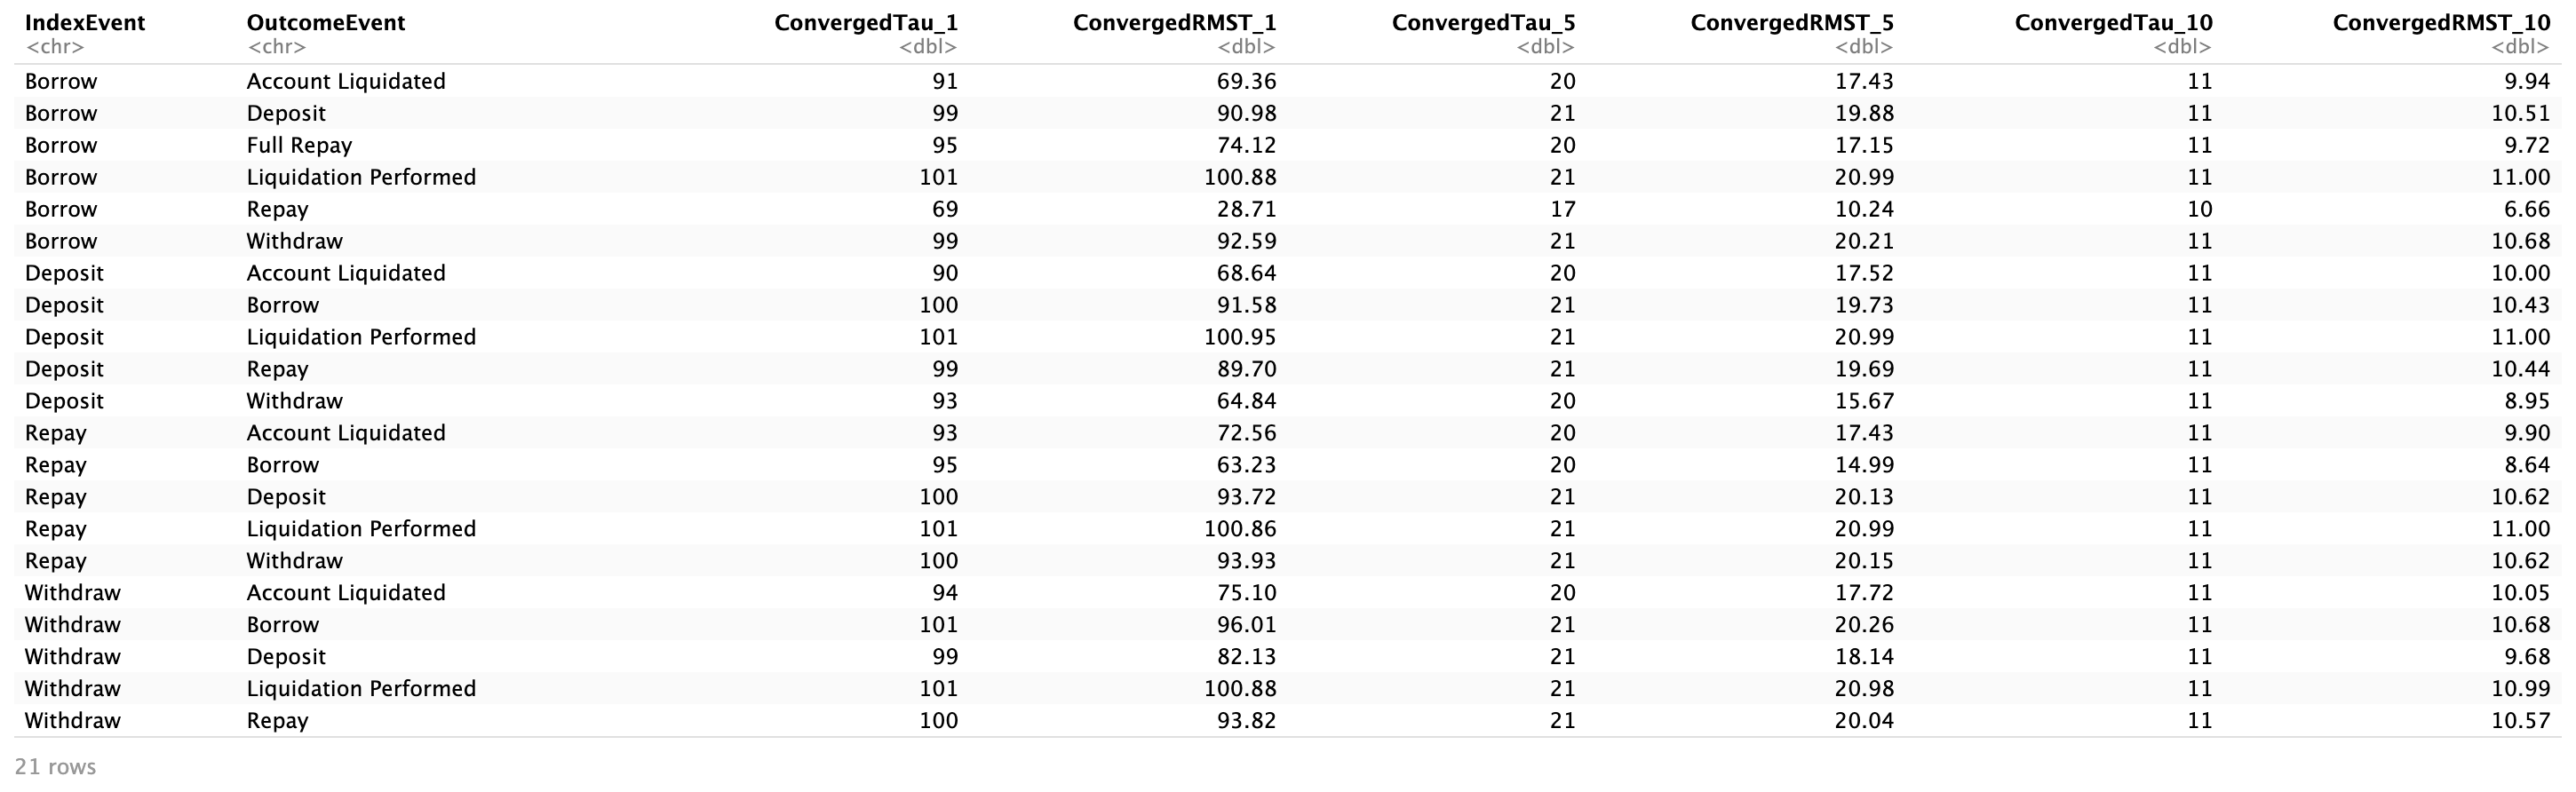 IndexEvent OutcomeEvent ConvergedTau_1 ConvergedRMST_1 ConvergedTau_5 ConvergedRMST_5 ConvergedTau_10 ConvergedRMST_10
<chr> <chr> <dbl> <dbl> <dbl> <dbl> <dbl> <dbl>
Borrow Account Liquidated 91 69.36 20 17.43 11 9.94
Borrow Deposit 99 90.98 21 19.88 11 10.51
Borrow Full Repay 95 74.12 20 17.15 11 9.72
Borrow Liquidation Performed 101 100.88 21 20.99 11 11.00
Borrow Repay 69 28.71 17 10.24 10 6.66
Borrow Withdraw 99 92.59 21 20.21 11 10.68
Deposit Account Liquidated 90 68.64 20 17.52 11 10.00
Deposit Borrow 100 91.58 21 19.73 11 10.43
Deposit Liquidation Performed 101 100.95 21 20.99 11 11.00
Deposit Repay 99 89.70 21 19.69 11 10.44
Deposit Withdraw 93 64.84 20 15.67 11 8.95
Repay Account Liquidated 93 72.56 20 17.43 11 9.90
Repay Borrow 95 63.23 20 14.99 11 8.64
Repay Deposit 100 93.72 21 20.13 11 10.62
Repay Liquidation Performed 101 100.86 21 20.99 11 11.00
Repay Withdraw 100 93.93 21 20.15 11 10.62
Withdraw Account Liquidated 94 75.10 20 17.72 11 10.05
Withdraw Borrow 101 96.01 21 20.26 11 10.68
Withdraw Deposit 99 82.13 21 18.14 11 9.68
Withdraw Liquidation Performed 101 100.88 21 20.98 11 10.99
Withdraw Repay 100 93.82 21 20.04 11 10.57
21 rows